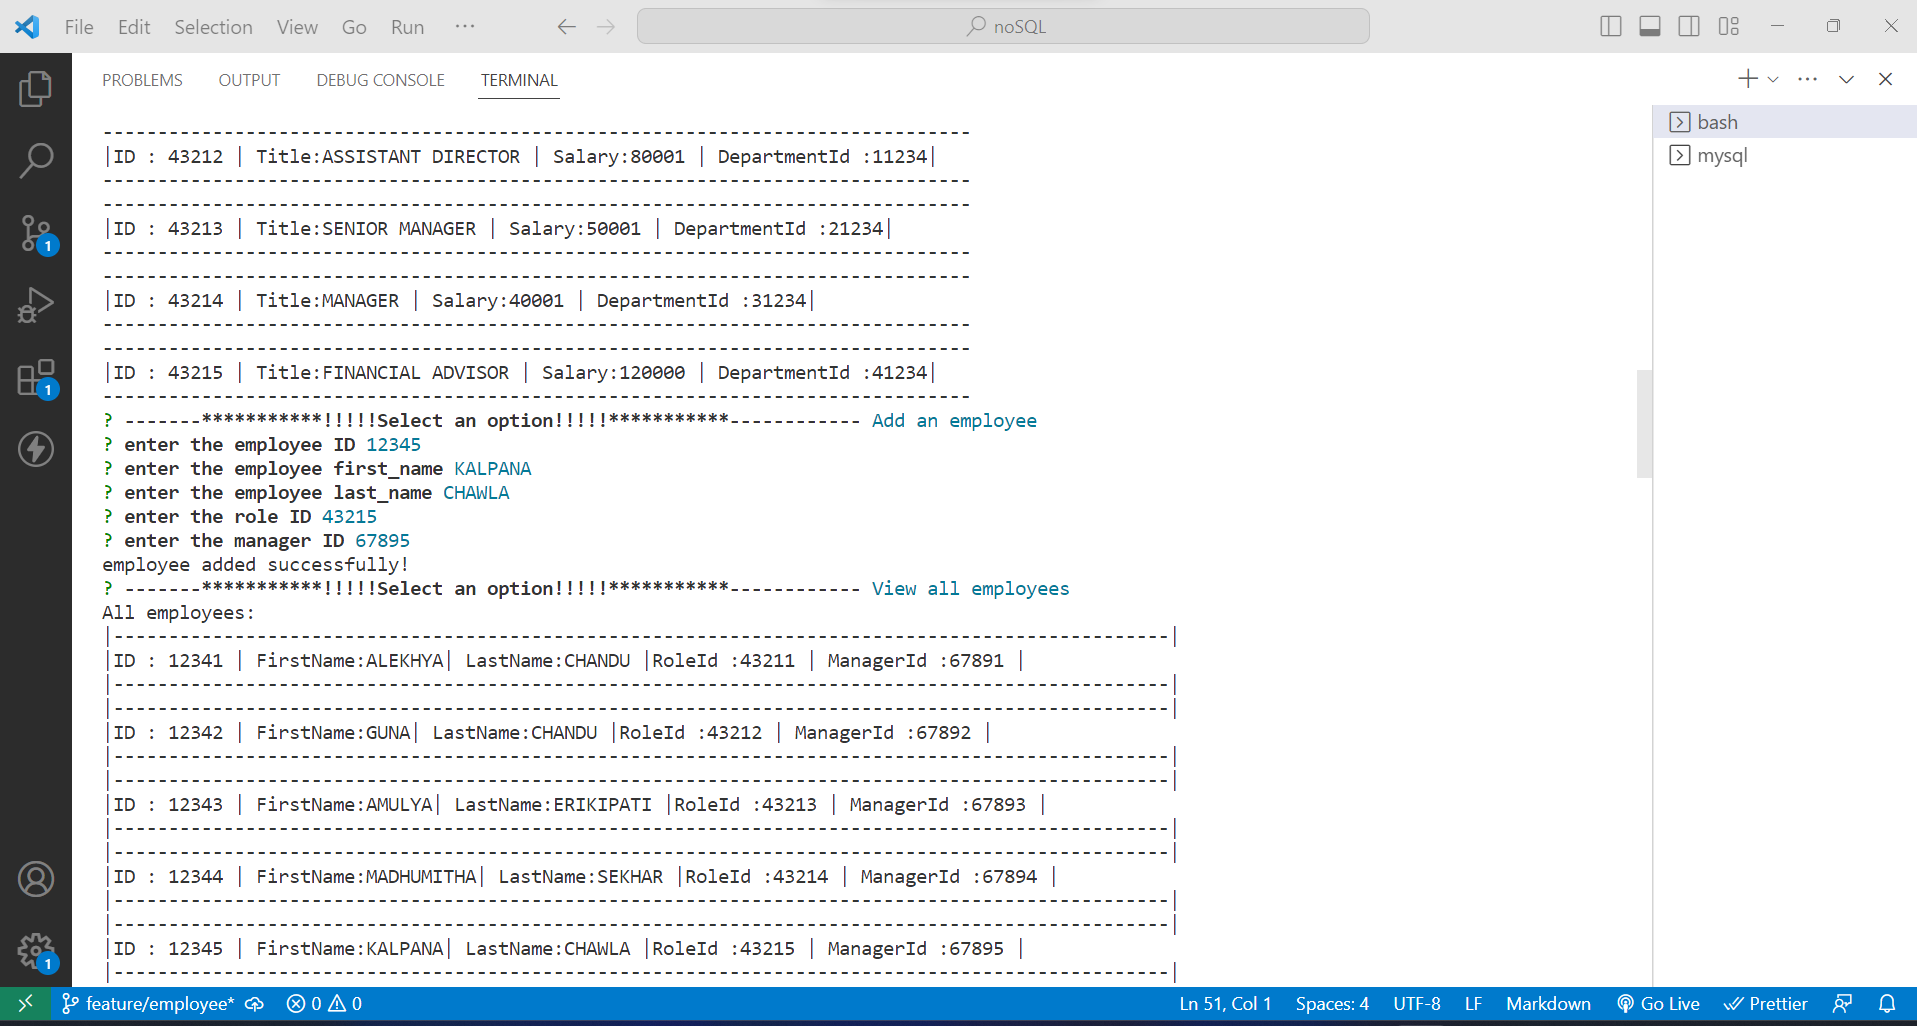 File Edit Selection View Go Run ··· noSQL
PROBLEMS OUTPUT DEBUG CONSOLE TERMINAL
bash
mysql
-------------------------------------------------------------------------------
|ID : 43212 | Title:ASSISTANT DIRECTOR | Salary:80001 | DepartmentId :11234|
-------------------------------------------------------------------------------
-------------------------------------------------------------------------------
|ID : 43213 | Title:SENIOR MANAGER | Salary:50001 | DepartmentId :21234|
-------------------------------------------------------------------------------
-------------------------------------------------------------------------------
|ID : 43214 | Title:MANAGER | Salary:40001 | DepartmentId :31234|
-------------------------------------------------------------------------------
-------------------------------------------------------------------------------
|ID : 43215 | Title:FINANCIAL ADVISOR | Salary:120000 | DepartmentId :41234|
-------------------------------------------------------------------------------
? -------***********!!!!!Select an option!!!!!***********------------ Add an employee
? enter the employee ID 12345
? enter the employee first_name KALPANA
? enter the employee last_name CHAWLA
? enter the role ID 43215
? enter the manager ID 67895
employee added successfully!
? -------***********!!!!!Select an option!!!!!***********------------ View all employees
All employees:
|------------------------------------------------------------------------------------------------|
|ID : 12341 | FirstName:ALEKHYA| LastName:CHANDU |RoleId :43211 | ManagerId :67891 |
|------------------------------------------------------------------------------------------------|
|------------------------------------------------------------------------------------------------|
|ID : 12342 | FirstName:GUNA| LastName:CHANDU |RoleId :43212 | ManagerId :67892 |
|------------------------------------------------------------------------------------------------|
|------------------------------------------------------------------------------------------------|
|ID : 12343 | FirstName:AMULYA| LastName:ERIKIPATI |RoleId :43213 | ManagerId :67893 |
|------------------------------------------------------------------------------------------------|
|------------------------------------------------------------------------------------------------|
|ID : 12344 | FirstName:MADHUMITHA| LastName:SEKHAR |RoleId :43214 | ManagerId :67894 |
|------------------------------------------------------------------------------------------------|
|------------------------------------------------------------------------------------------------|
|ID : 12345 | FirstName:KALPANA| LastName:CHAWLA |RoleId :43215 | ManagerId :67895 |
|------------------------------------------------------------------------------------------------|
1
1
1
feature/employee* 0 0 Ln 51, Col 1 Spaces: 4 UTF-8 LF Markdown Go Live Prettier